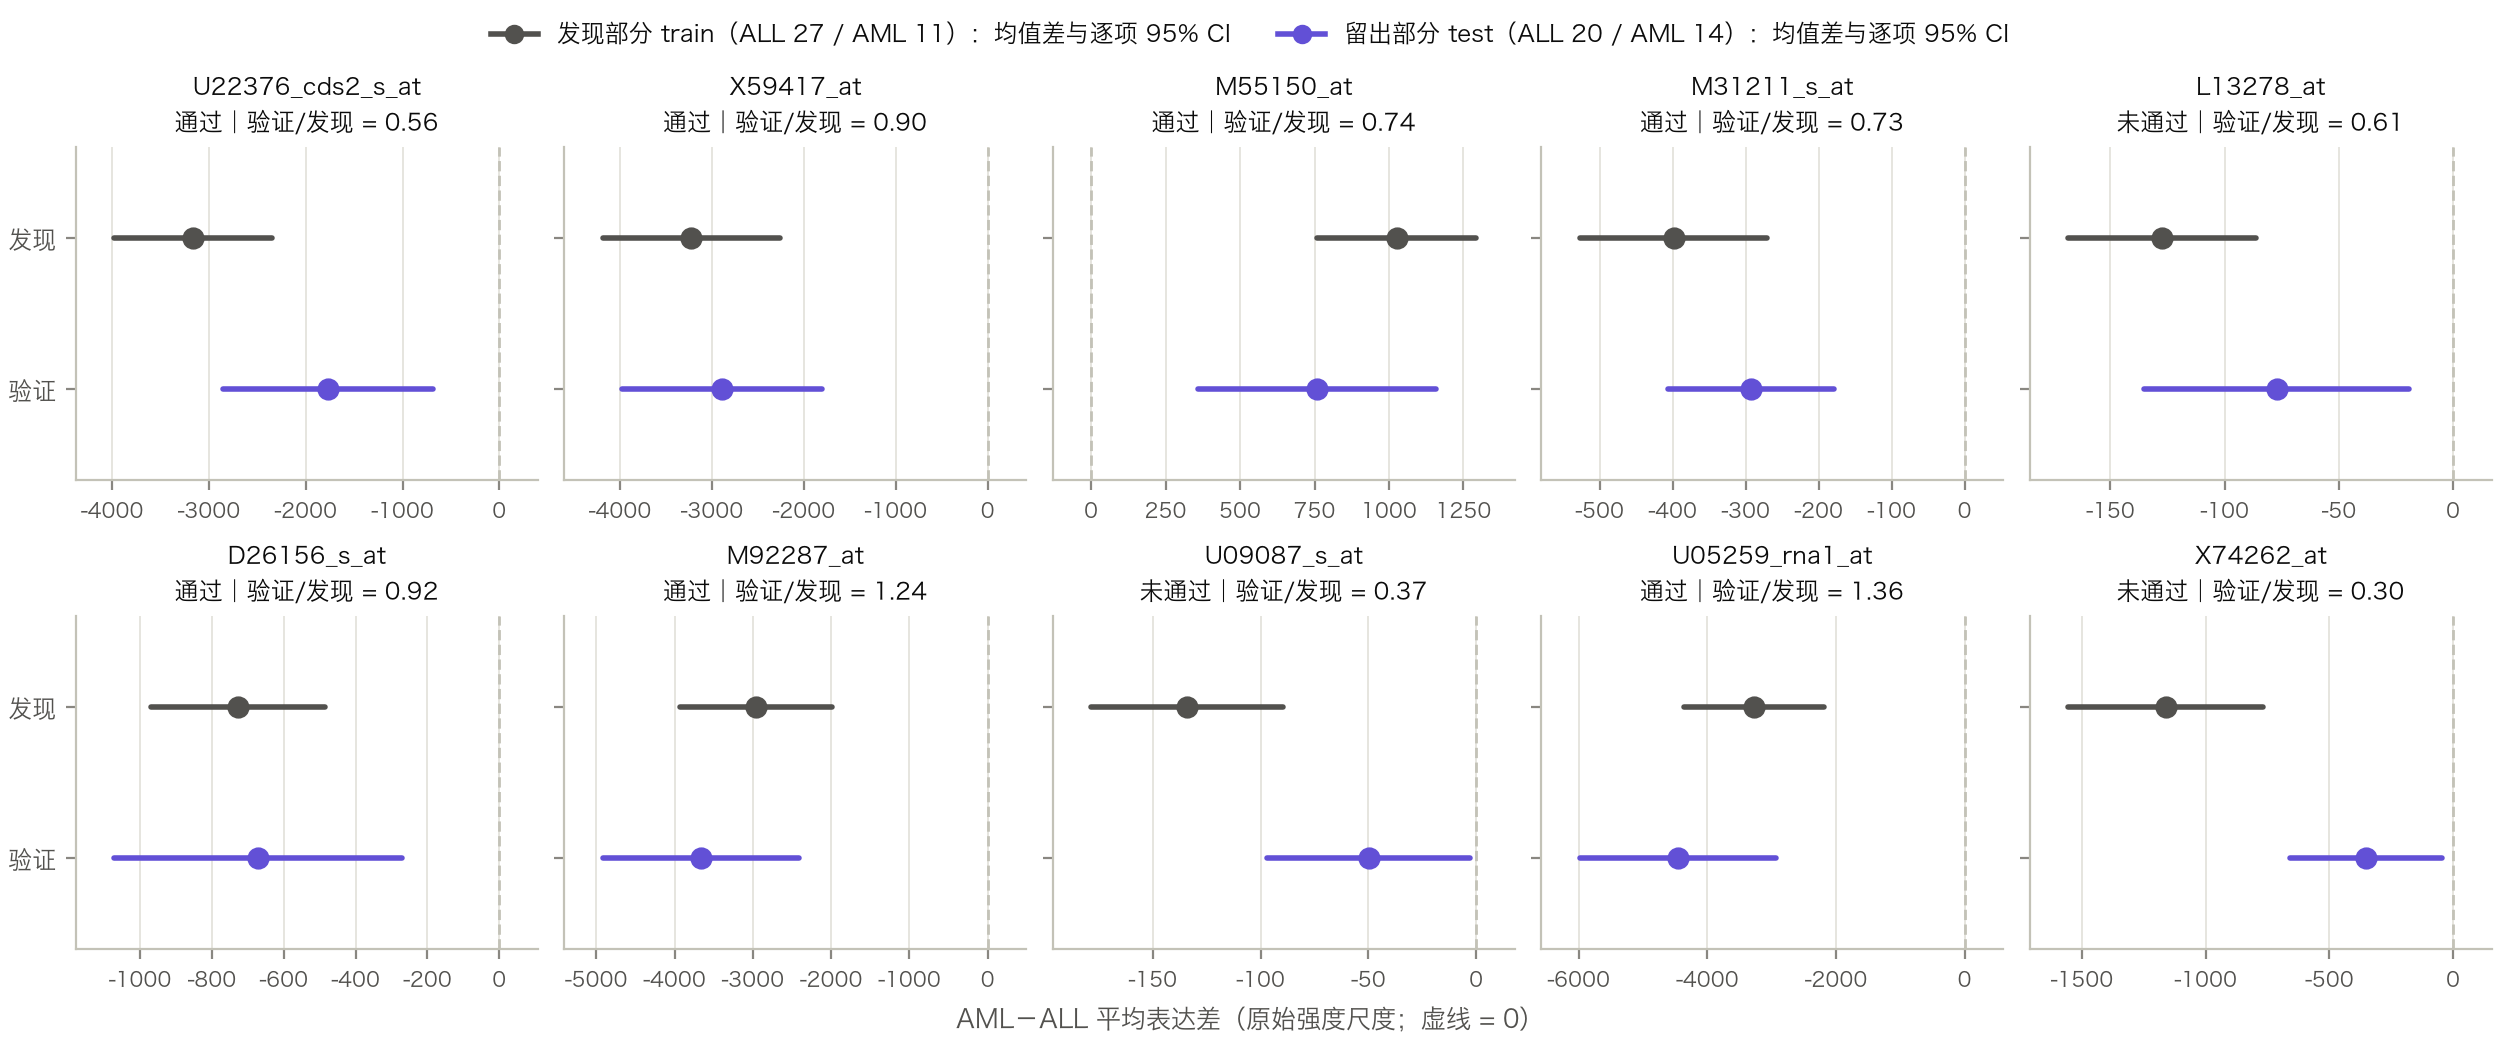 发现部分 train（ALL 27 / AML 11）：均值差与逐项 95% CI
留出部分 test（ALL 20 / AML 14）：均值差与逐项 95% CI
U22376_cds2_s_at
通过｜验证/发现 = 0.56
X59417_at
通过｜验证/发现 = 0.90
M55150_at
通过｜验证/发现 = 0.74
M31211_s_at
通过｜验证/发现 = 0.73
L13278_at
未通过｜验证/发现 = 0.61
发现
验证
-4000 -3000 -2000 -1000 0
-4000 -3000 -2000 -1000 0
0 250 500 750 1000 1250
-500 -400 -300 -200 -100 0
-150 -100 -50 0
D26156_s_at
通过｜验证/发现 = 0.92
M92287_at
通过｜验证/发现 = 1.24
U09087_s_at
未通过｜验证/发现 = 0.37
U05259_rna1_at
通过｜验证/发现 = 1.36
X74262_at
未通过｜验证/发现 = 0.30
发现
验证
-1000 -800 -600 -400 -200 0
-5000 -4000 -3000 -2000 -1000 0
-150 -100 -50 0
-6000 -4000 -2000 0
-1500 -1000 -500 0
AML－ALL 平均表达差（原始强度尺度；虚线 = 0）